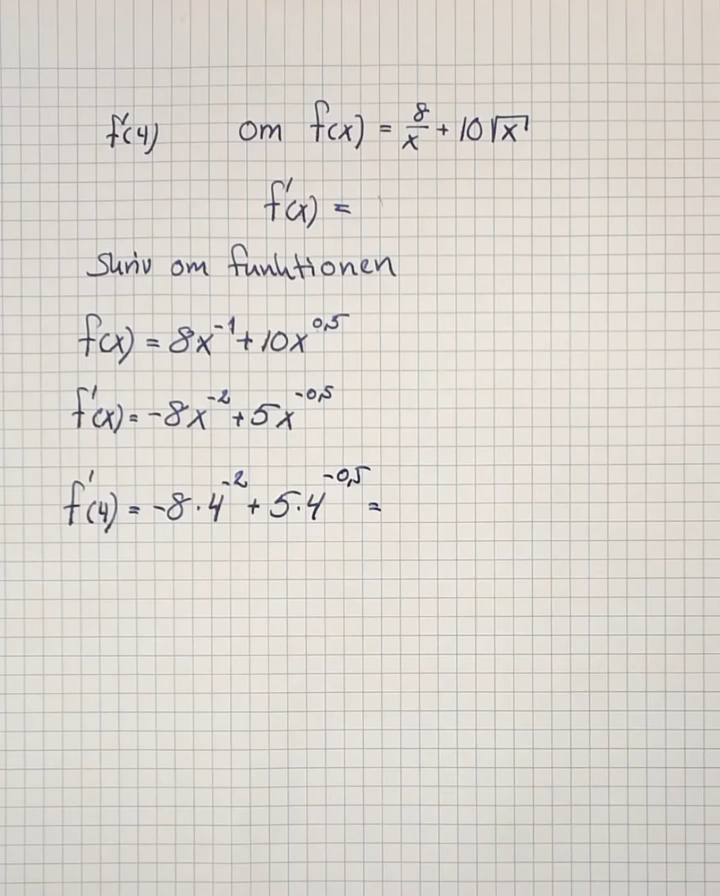 f'(4) om f(x) = 8/x + 10√x
f'(x) =
Skriv om funktionen
f(x) = 8x⁻¹ + 10x^0,5
f'(x) = -8x⁻² + 5x^-0,5
f'(4) = -8·4⁻² + 5·4^-0,5 =